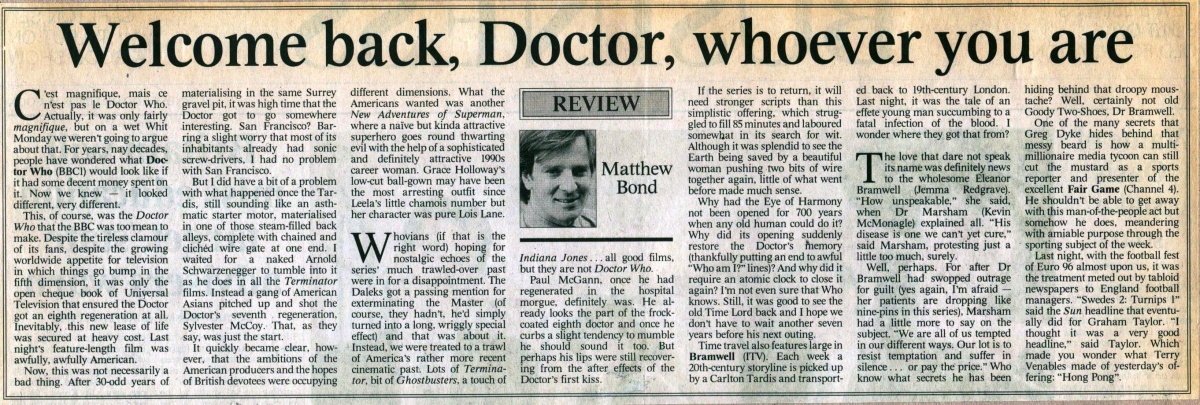 Welcome back, Doctor, whoever you are
C'est magnifique, mais ce
n'est pas le Doctor Who.
Actually, it was only fairly
magnifique, but on a wet Whit
Monday we weren't going to argue
about that. For years, nay decades,
people have wondered what Doc-
tor Who (BBC1) would look like if
it had some decent money spent on
it. Now we know — it looked
different, very different.
This, of course, was the Doctor
Who that the BBC was too mean to
make. Despite the tireless clamour
of its fans, despite the growing
worldwide appetite for television
in which things go bump in the
fifth dimension, it was only the
open cheque book of Universal
Television that ensured the Doctor
got an eighth regeneration at all.
Inevitably, this new lease of life
was secured at heavy cost. Last
night's feature-length film was
awfully, awfully American.
Now, this was not necessarily a
bad thing. After 30-odd years of
materialising in the same Surrey
gravel pit, it was high time that the
Doctor got to go somewhere
interesting. San Francisco? Bar-
ring a slight worry that most of its
inhabitants already had sonic
screw-drivers, I had no problem
with San Francisco.
But I did have a bit of a problem
with what happened once the Tar-
dis, still sounding like an asth-
matic starter motor, materialised
in one of those steam-filled back
alleys, complete with chained and
clichéd wire gate at one end. I
waited for a naked Arnold
Schwarzenegger to tumble into it
as he does in all the Terminator
films. Instead a gang of American
Asians pitched up and shot the
Doctor's seventh regeneration,
Sylvester McCoy. That, as they
say, was just the start.
It quickly became clear, how-
ever, that the ambitions of the
American producers and the hopes
of British devotees were occupying
different dimensions. What the
Americans wanted was another
New Adventures of Superman,
where a naïve but kinda attractive
superhero goes round thwarting
evil with the help of a sophisticated
and definitely attractive 1990s
career woman. Grace Holloway's
low-cut ball-gown may have been
the most arresting outfit since
Leela's little chamois number but
her character was pure Lois Lane.
Whovians (if that is the
right word) hoping for
nostalgic echoes of the
series' much trawled-over past
were in for a disappointment. The
Daleks got a passing mention for
exterminating the Master (of
course, they hadn't, he'd simply
turned into a long, wriggly special
effect) and that was about it.
Instead, we were treated to a trawl
of America's rather more recent
cinematic past. Lots of Termina-
tor, bit of Ghostbusters, a touch of
REVIEW
Matthew
Bond
Indiana Jones . . . all good films,
but they are not Doctor Who.
Paul McGann, once he had
regenerated in the hospital
morgue, definitely was. He al-
ready looks the part of the frock-
coated eighth doctor and once he
curbs a slight tendency to mumble
he should sound it too. But
perhaps his lips were still recover-
ing from the after effects of the
Doctor's first kiss.
If the series is to return, it will
need stronger scripts than this
simplistic offering, which strug-
gled to fill 85 minutes and laboured
somewhat in its search for wit.
Although it was splendid to see the
Earth being saved by a beautiful
woman pushing two bits of wire
together again, little of what went
before made much sense.
Why had the Eye of Harmony
not been opened for 700 years
when any old human could do it?
Why did its opening suddenly
restore the Doctor's memory
(thankfully putting an end to awful
"Who am I?" lines)? And why did it
require an atomic clock to close it
again? I'm not even sure that Who
knows. Still, it was good to see the
old Time Lord back and I hope we
don't have to wait another seven
years before his next outing.
Time travel also features large in
Bramwell (ITV). Each week a
20th-century storyline is picked up
by a Carlton Tardis and transport-
ed back to 19th-century London.
Last night, it was the tale of an
effete young man succumbing to a
fatal infection of the blood. I
wonder where they got that from?
The love that dare not speak
its name was definitely news
to the wholesome Eleanor
Bramwell (Jemma Redgrave).
"How unspeakable," she said,
when Dr Marsham (Kevin
McMonagle) explained all. "His
disease is one we can't yet cure,"
said Marsham, protesting just a
little too much, surely.
Well, perhaps. For after Dr
Bramwell had swopped outrage
for guilt (yes again, I'm afraid —
her patients are dropping like
nine-pins in this series), Marsham
had a little more to say on the
subject. "We are all of us tempted
in our different ways. Our lot is to
resist temptation and suffer in
silence . . . or pay the price." Who
know what secrets he has been
hiding behind that droopy mous-
tache? Well, certainly not old
Goody Two-Shoes, Dr Bramwell.
One of the many secrets that
Greg Dyke hides behind that
messy beard is how a multi-
millionaire media tycoon can still
cut the mustard as a sports
reporter and presenter of the
excellent Fair Game (Channel 4).
He shouldn't be able to get away
with this man-of-the-people act but
somehow he does, meandering
with amiable purpose through the
sporting subject of the week.
Last night, with the football fest
of Euro 96 almost upon us, it was
the treatment meted out by tabloid
newspapers to England football
managers. "Swedes 2: Turnips 1"
said the Sun headline that eventu-
ally did for Graham Taylor. "I
thought it was a very good
headline," said Taylor. Which
made you wonder what Terry
Venables made of yesterday's of-
fering: "Hong Pong".